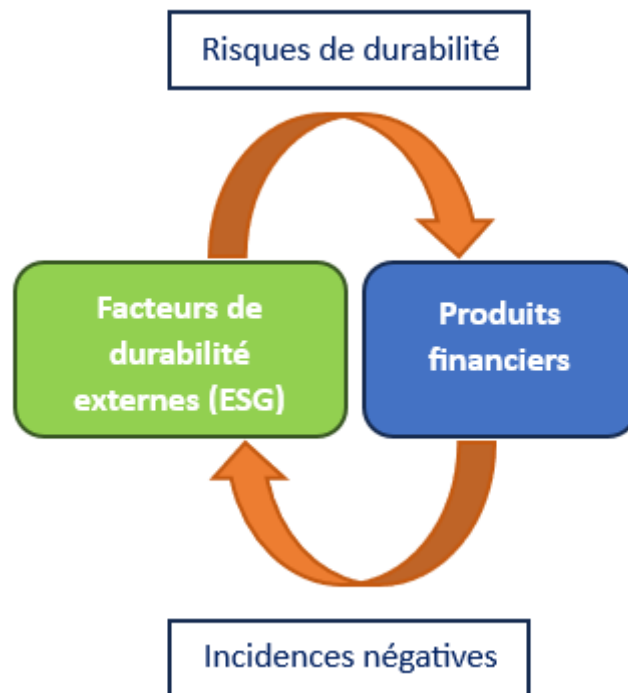 Risques de durabilité
Facteurs de
durabilité
externes (ESG)
Produits
financiers
Incidences négatives